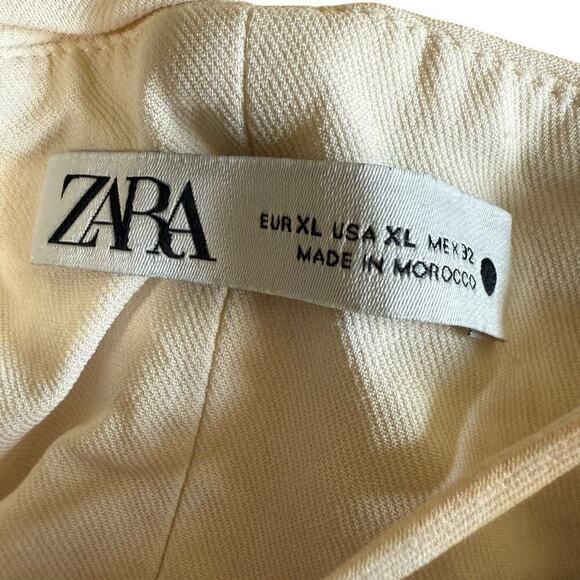 ZARA
EUR XL USA XL MEX 32
MADE IN MOROCCO